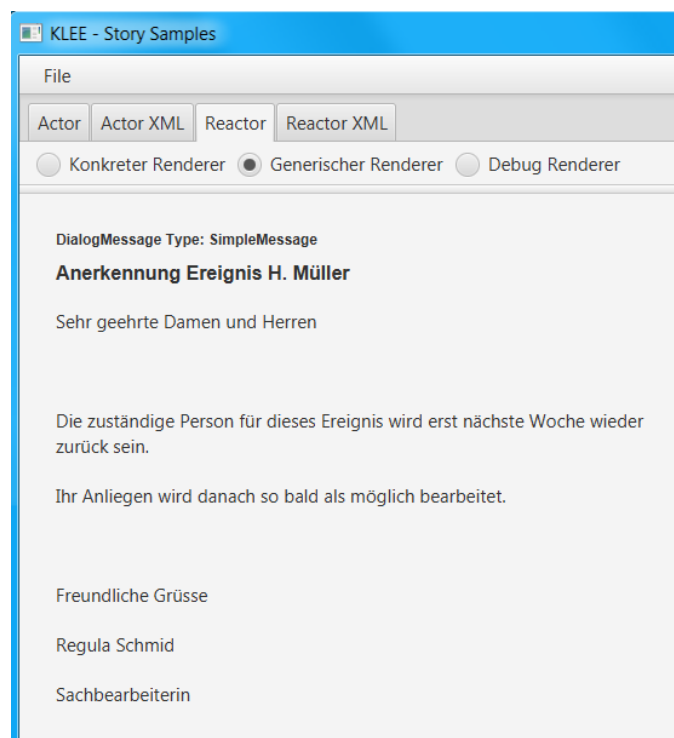 KLEE - Story Samples
File
Actor Actor XML Reactor Reactor XML
Konkreter Renderer Generischer Renderer Debug Renderer
DialogMessage Type: SimpleMessage
Anerkennung Ereignis H. Müller
Sehr geehrte Damen und Herren
Die zuständige Person für dieses Ereignis wird erst nächste Woche wieder
zurück sein.
Ihr Anliegen wird danach so bald als möglich bearbeitet.
Freundliche Grüsse
Regula Schmid
Sachbearbeiterin